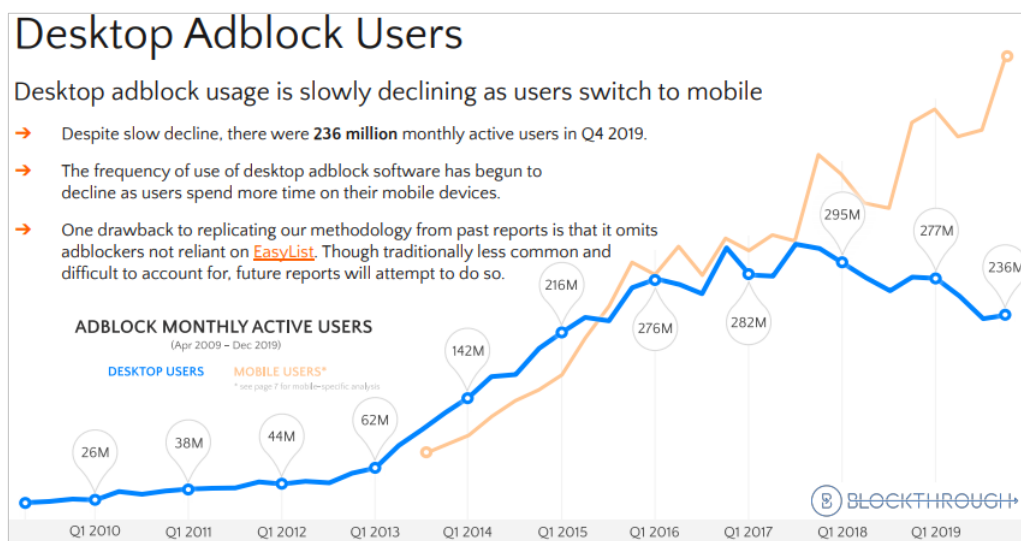 Desktop Adblock Users
Desktop adblock usage is slowly declining as users switch to mobile
➔ Despite slow decline, there were 236 million monthly active users in Q4 2019.
➔ The frequency of use of desktop adblock software has begun to
decline as users spend more time on their mobile devices.
➔ One drawback to replicating our methodology from past reports is that it omits
adblockers not reliant on EasyList. Though traditionally less common and
difficult to account for, future reports will attempt to do so.
ADBLOCK MONTHLY ACTIVE USERS
(Apr 2009 – Dec 2019)
DESKTOP USERS MOBILE USERS*
* see page 7 for mobile-specific analysis
26M
38M
44M
62M
142M
216M
276M
282M
295M
277M
236M
BLOCKTHROUGH
Q1 2010 Q1 2011 Q1 2012 Q1 2013 Q1 2014 Q1 2015 Q1 2016 Q1 2017 Q1 2018 Q1 2019